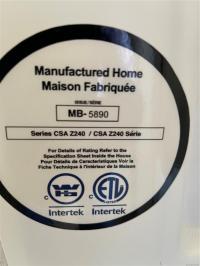 Manufactured Home
Maison Fabriquée
ISSUE/SÉRIE
MB-5890
Series CSA Z240 / CSA Z240 Série
For Details of Rating Refer to the
Specification Sheet Inside the House
Pour Détails de Caractéristiques Voir la
Fiche Technique à l'Intérieur de la Maison
C WH C ETL
Intertek Intertek